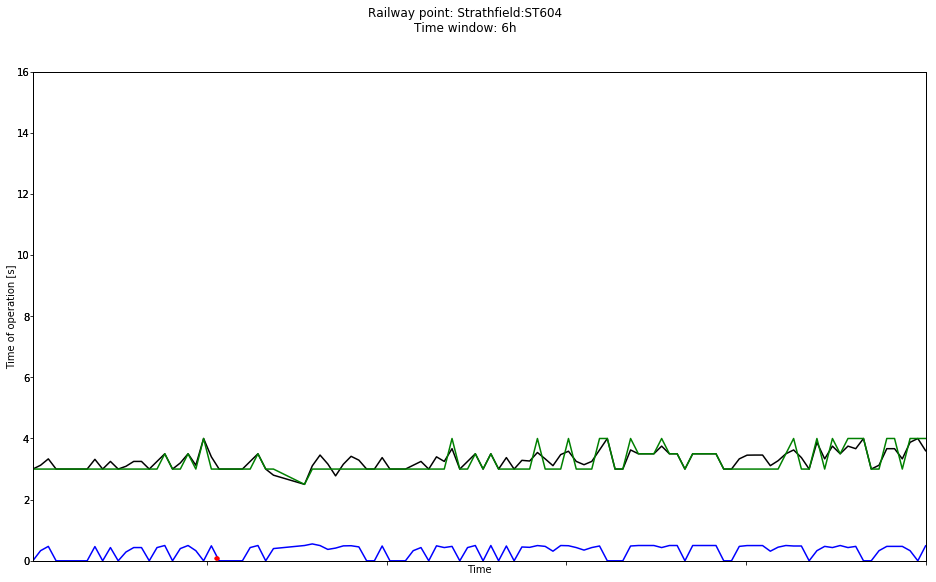 Railway point: Strathfield:ST604
Time window: 6h
16
14
12
10
8
6
4
2
0
Time of operation [s]
Time